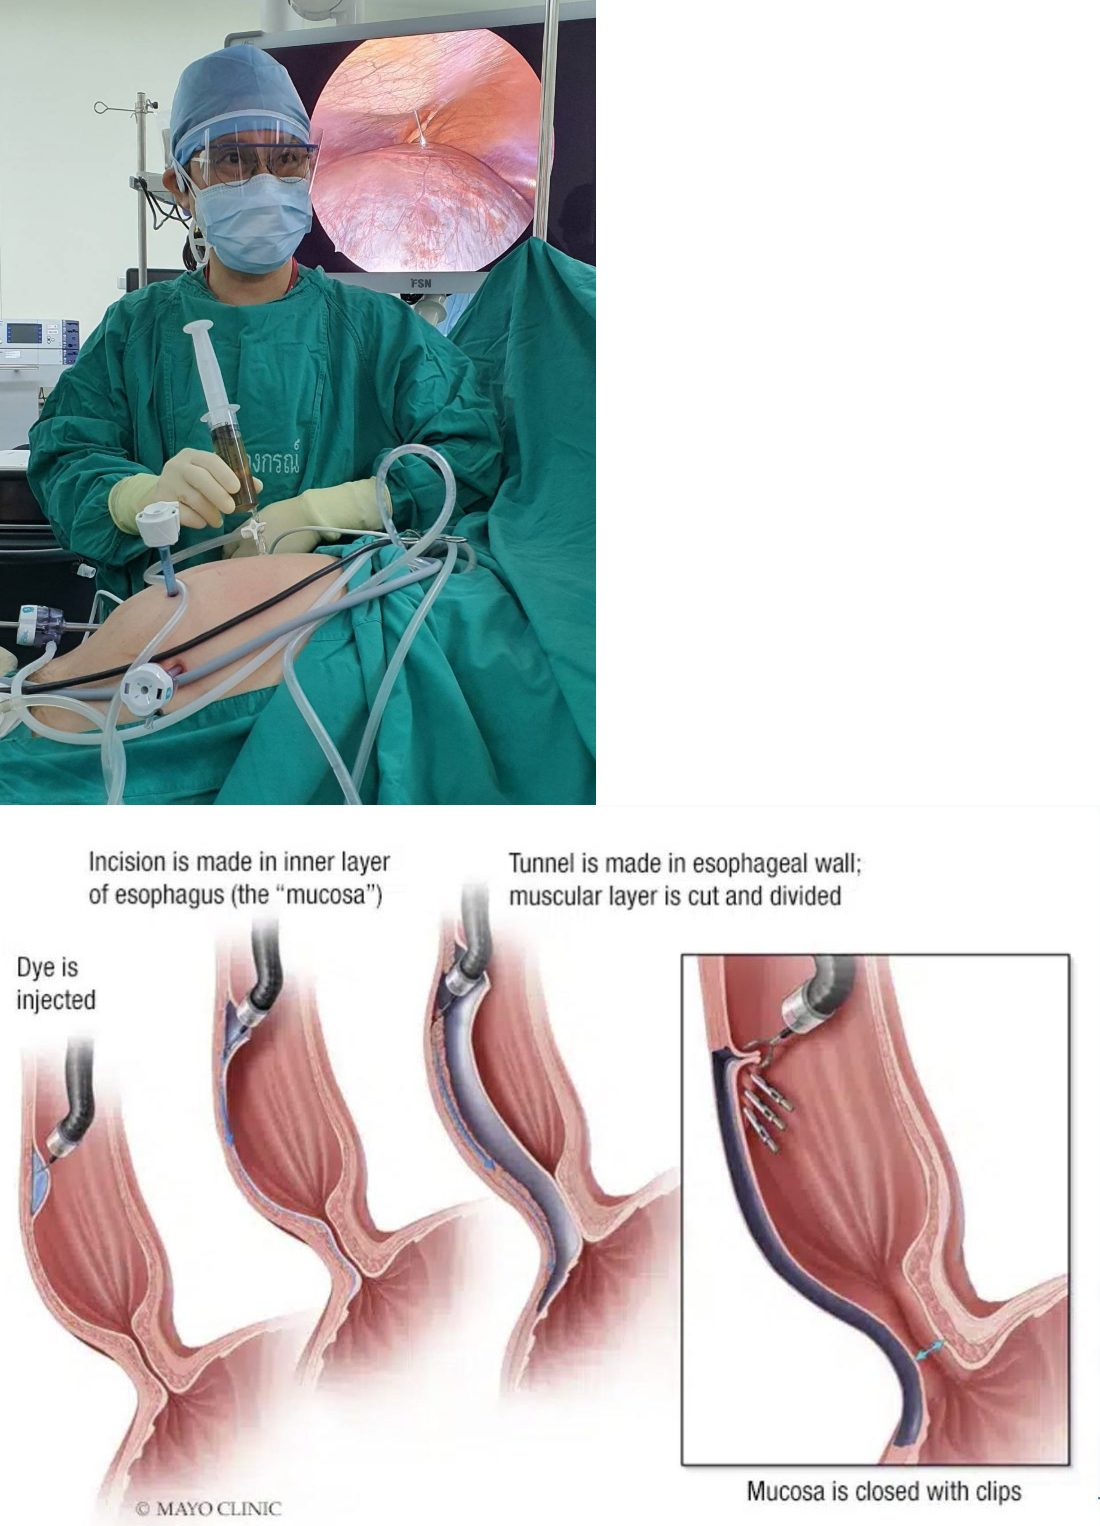 FSN
งกรณ์
Incision is made in inner layer
of esophagus (the “mucosa”)
Tunnel is made in esophageal wall;
muscular layer is cut and divided
Dye is
injected
© MAYO CLINIC
Mucosa is closed with clips